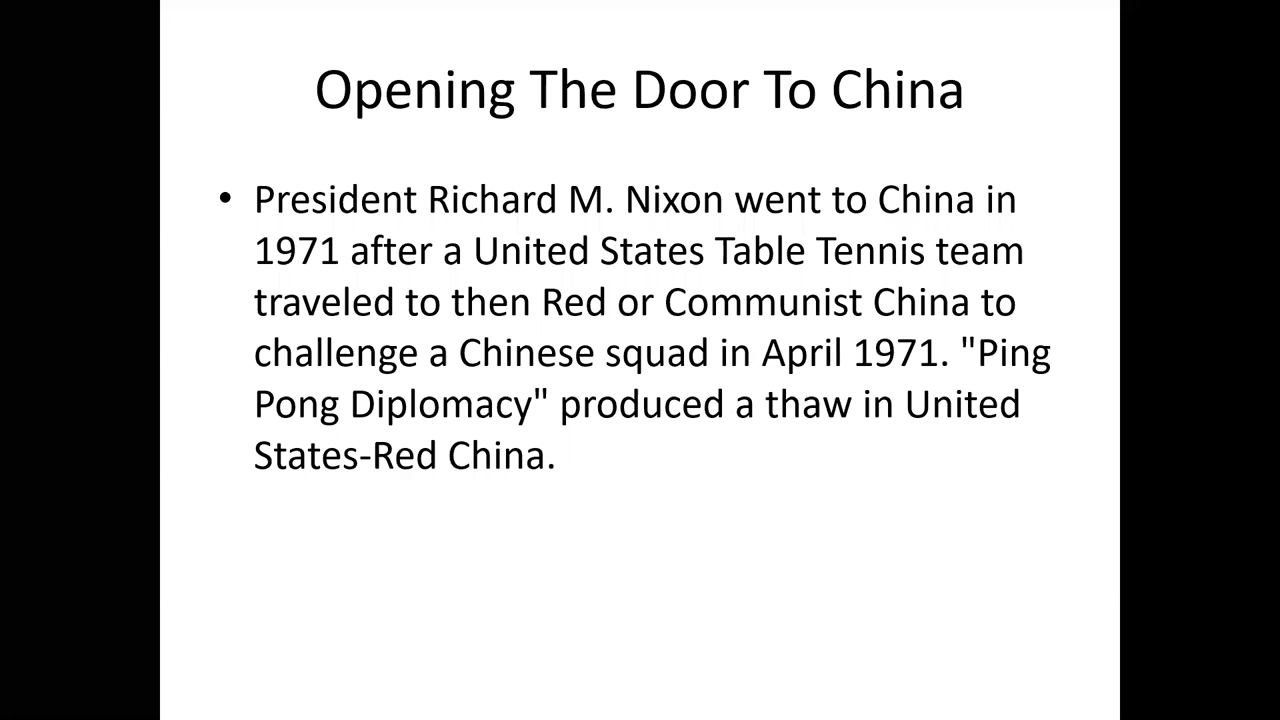 Opening The Door To China
• President Richard M. Nixon went to China in
1971 after a United States Table Tennis team
traveled to then Red or Communist China to
challenge a Chinese squad in April 1971. "Ping
Pong Diplomacy" produced a thaw in United
States-Red China.